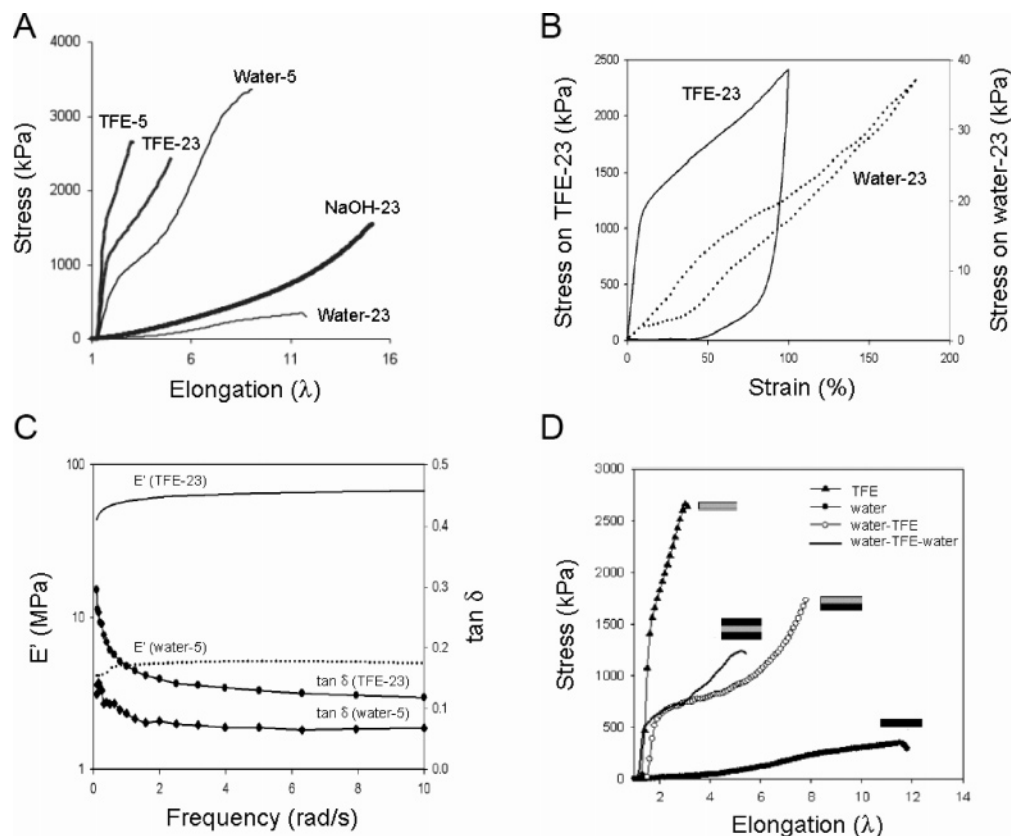 A
Stress (kPa)
4000
3000
2000
1000
0
TFE-5
TFE-23
Water-5
NaOH-23
Water-23
1 6 11 16
Elongation (λ)
B
Stress on TFE-23 (kPa)
2500
2000
1500
1000
500
0
TFE-23
Water-23
40
30
20
10
0
Stress on water-23 (kPa)
0 50 100 150 200
Strain (%)
C
E' (MPa)
100
10
1
E' (TFE-23)
E' (water-5)
tan δ (TFE-23)
tan δ (water-5)
0.5
0.4
0.3
0.2
0.1
0
tan δ
0 2 4 6 8 10
Frequency (rad/s)
D
Stress (kPa)
3000
2500
2000
1500
1000
500
0
TFE
water
water-TFE
water-TFE-water
2 4 6 8 10 12 14
Elongation (λ)